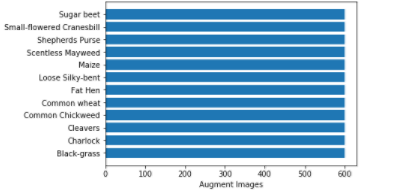 Sugar beet
Small-flowered Cranesbill
Shepherds Purse
Scentless Mayweed
Maize
Loose Silky-bent
Fat Hen
Common wheat
Common Chickweed
Cleavers
Charlock
Black-grass
0 100 200 300 400 500 600
Augment Images